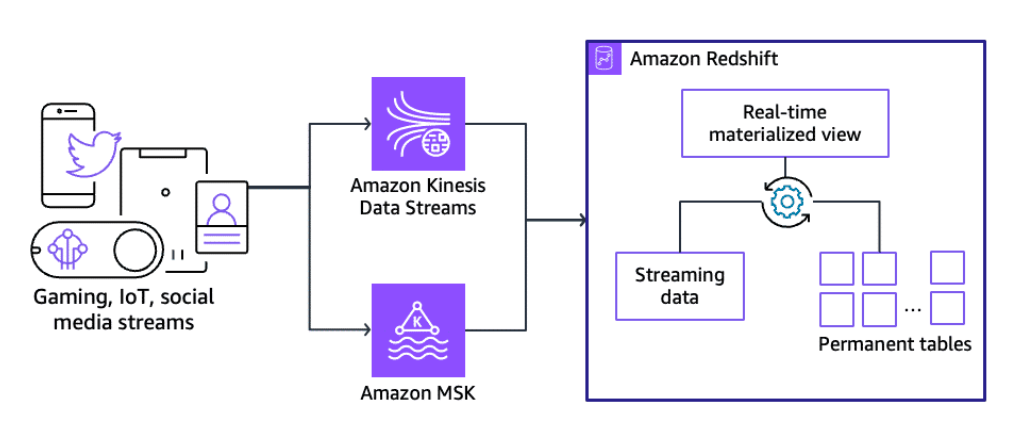 Amazon Redshift
Real-time
materialized view
Amazon Kinesis
Data Streams
Streaming
data
Gaming, IoT, social
media streams
K
...
Permanent tables
Amazon MSK